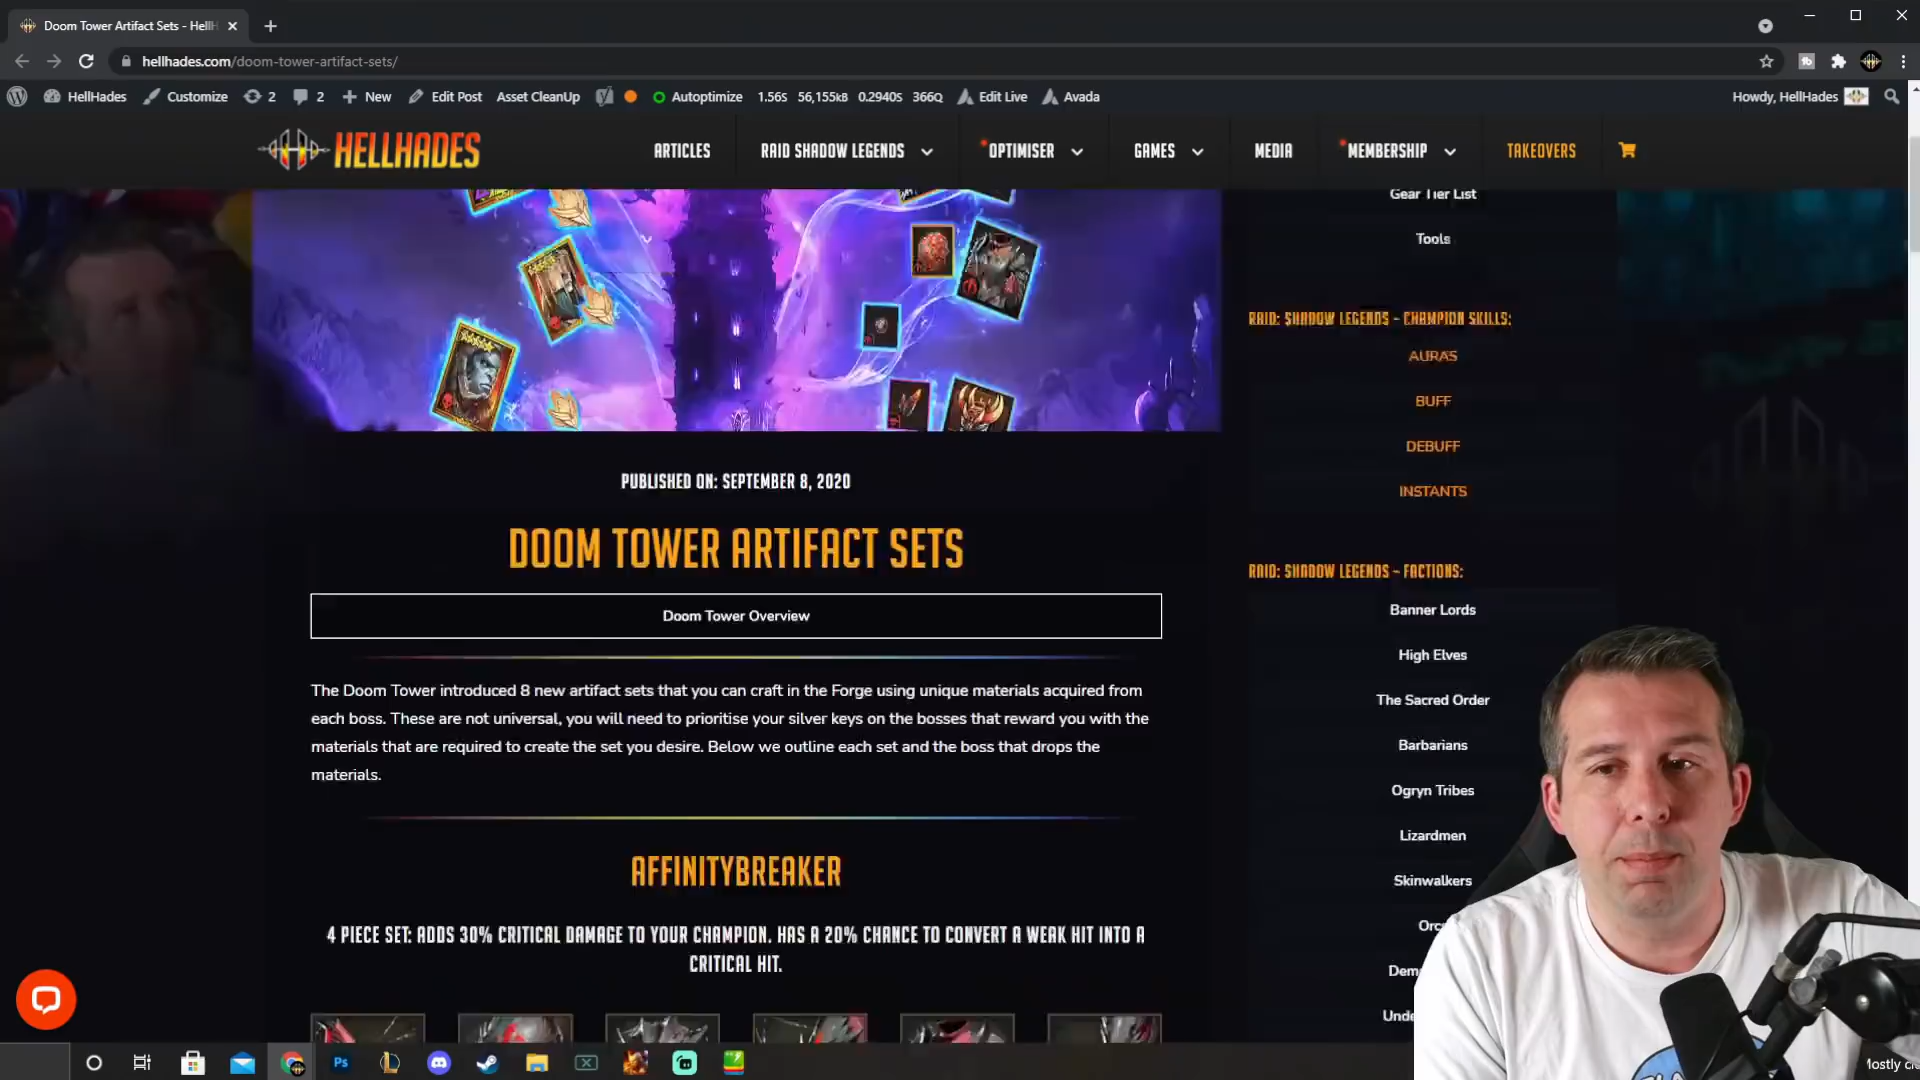 Doom Tower Artifact Sets - HellH
hellhades.com/doom-tower-artifact-sets/
HellHades Customize 2 2 New Edit Post Asset CleanUp Autoptimize 1.56S 56,155kB 0.2940S 366Q Edit Live Avada Howdy, HellHades
HELLHADES ARTICLES RAID SHADOW LEGENDS OPTIMISER GAMES MEDIA MEMBERSHIP TAKEOVERS
Gear Tier List
Tools
RAID: SHADOW LEGENDS – CHAMPION SKILLS:
AURAS
BUFF
DEBUFF
INSTANTS
RAID: SHADOW LEGENDS – FACTIONS:
Banner Lords
High Elves
The Sacred Order
Barbarians
Ogryn Tribes
Lizardmen
Skinwalkers
Orc
Dem
Unde
PUBLISHED ON: SEPTEMBER 8, 2020
DOOM TOWER ARTIFACT SETS
Doom Tower Overview
The Doom Tower introduced 8 new artifact sets that you can craft in the Forge using unique materials acquired from
each boss. These are not universal, you will need to prioritise your silver keys on the bosses that reward you with the
materials that are required to create the set you desire. Below we outline each set and the boss that drops the
materials.
AFFINITYBREAKER
4 PIECE SET: ADDS 30% CRITICAL DAMAGE TO YOUR CHAMPION. HAS A 20% CHANCE TO CONVERT A WEAK HIT INTO A
CRITICAL HIT.
Ps
Mostly cl